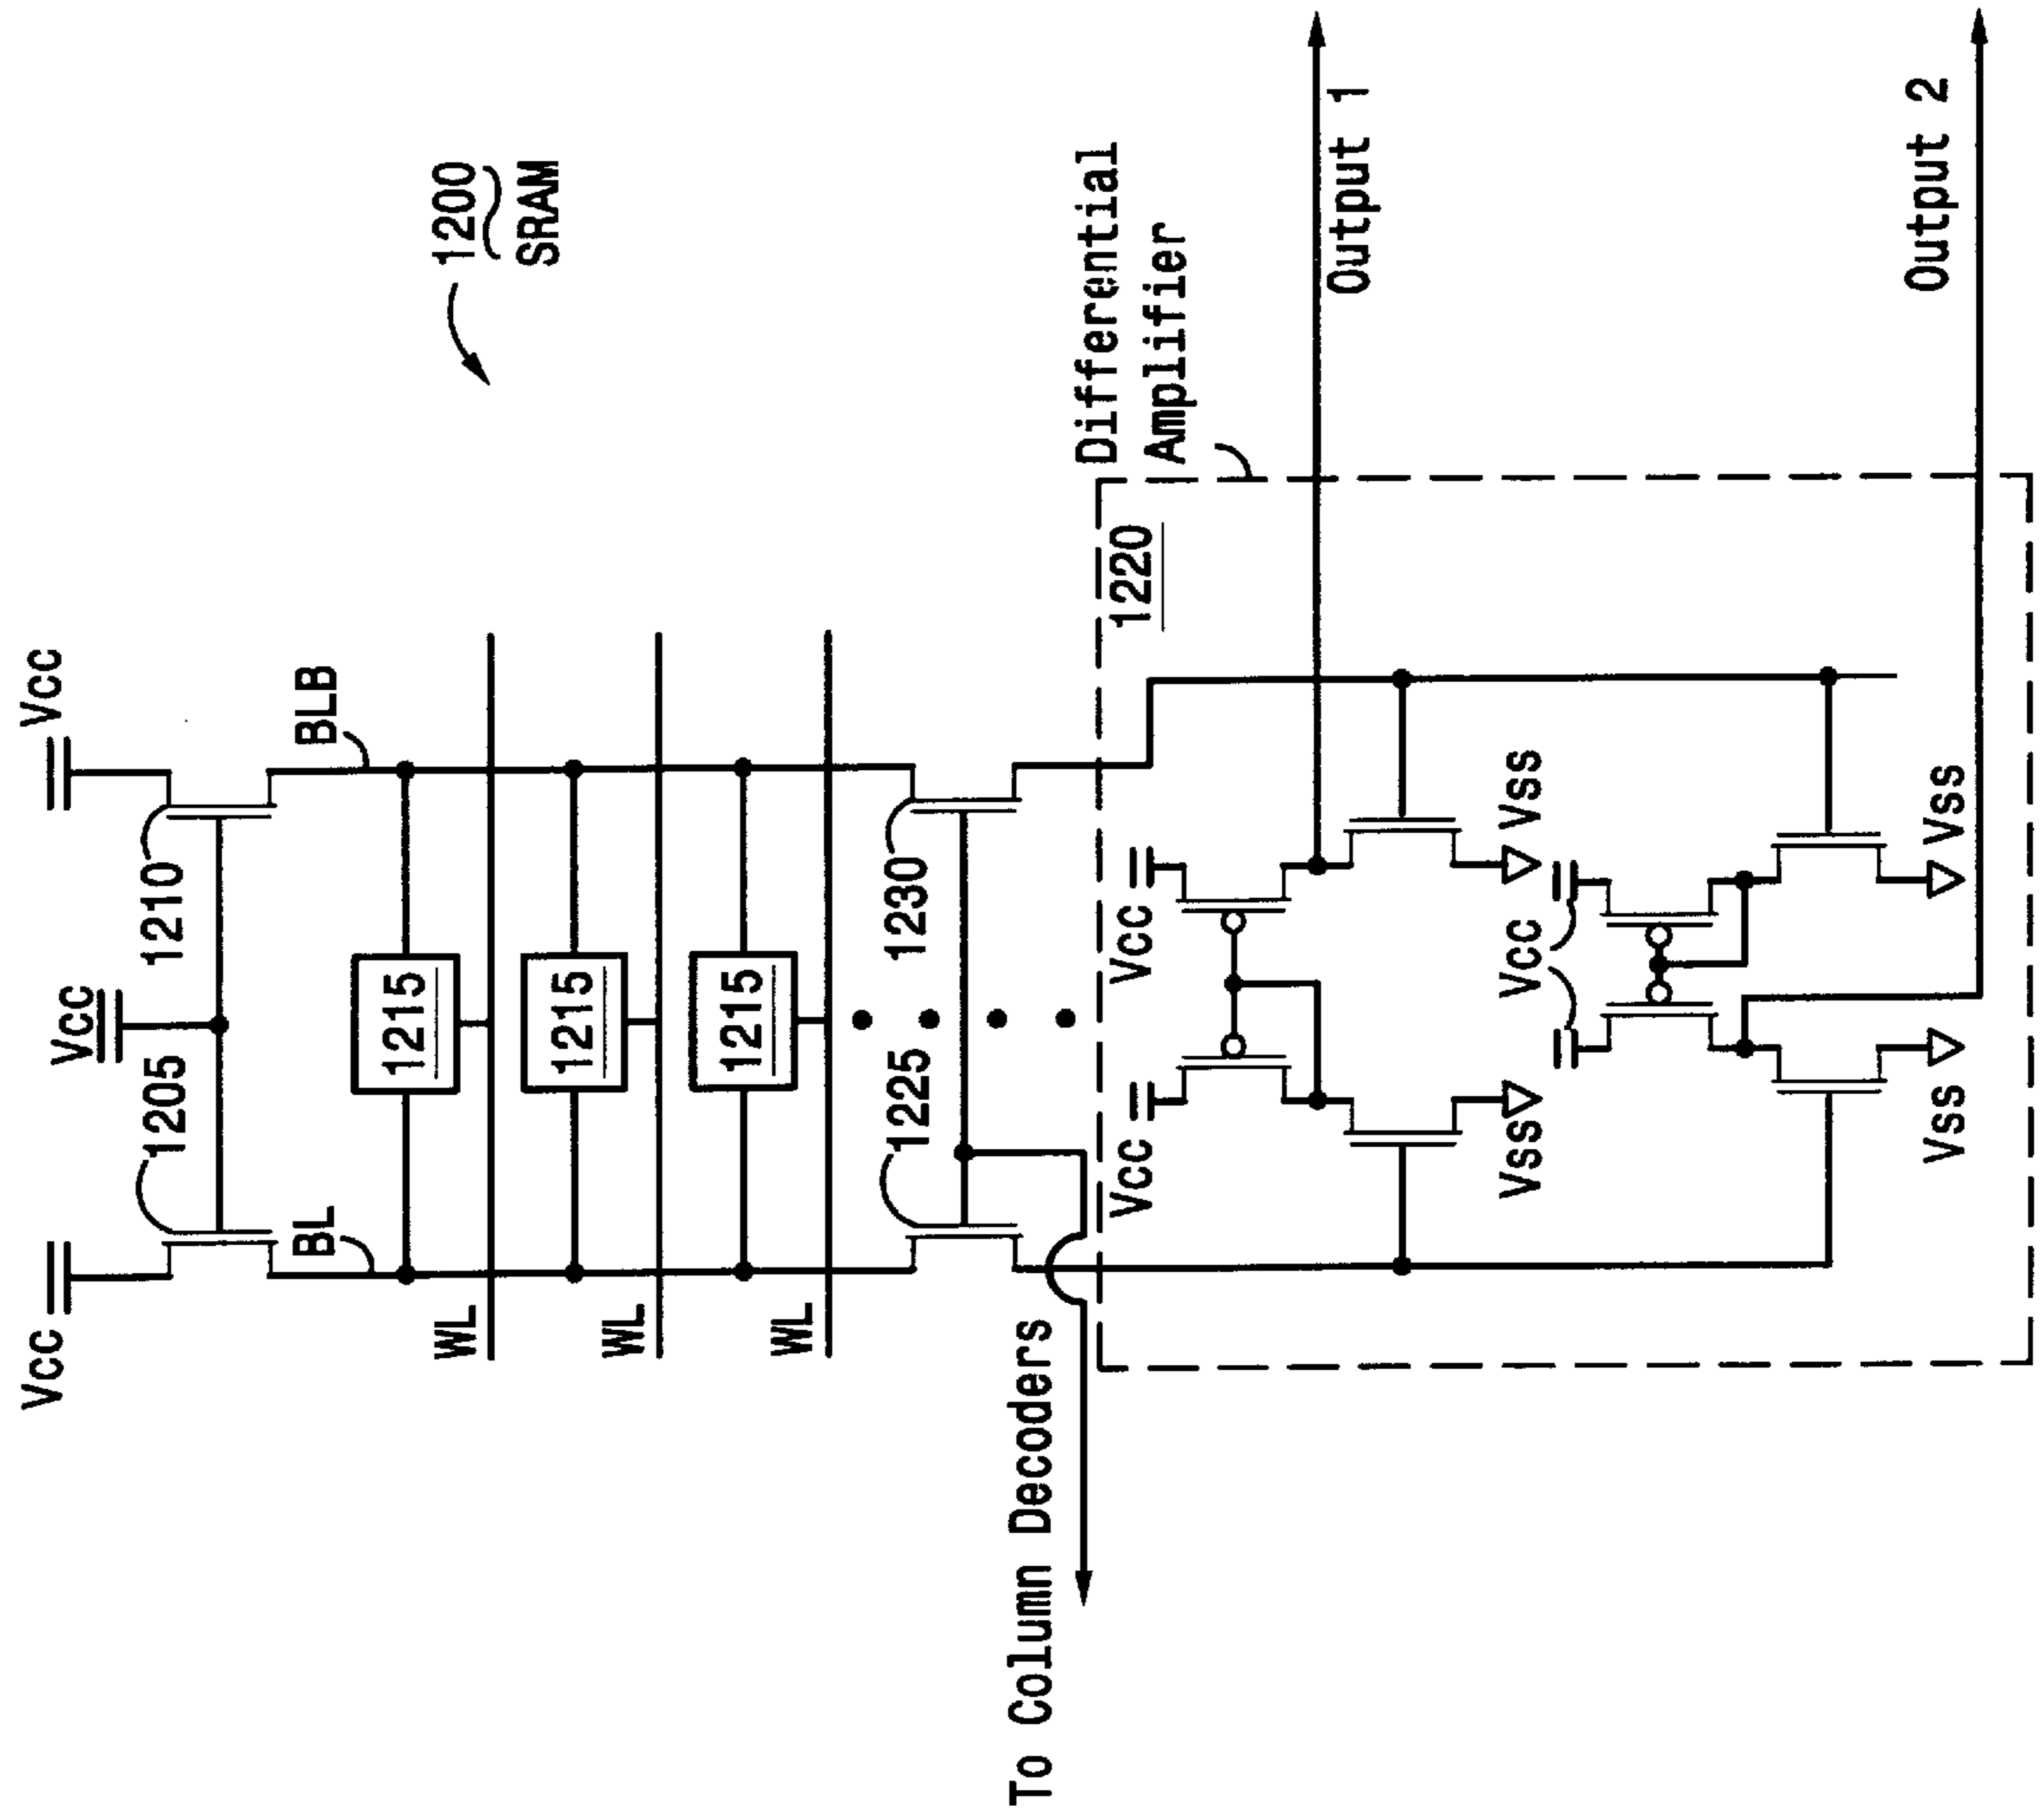 1200
SRAM
Vcc
Vcc
Vcc
1205
1210
BL
BLB
1215
WL
1215
WL
1215
WL
1225
1230
To Column Decoders
Differential
Amplifier
1220
Vcc
Vcc
Output 1
Vss
Vss
Vcc
Vss
Vss
Output 2